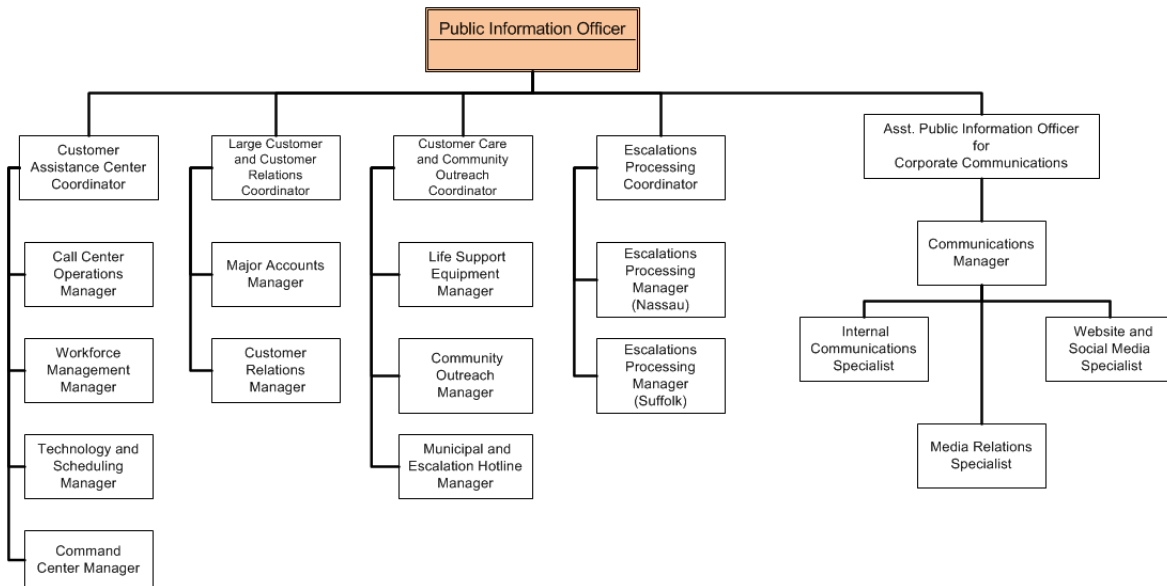 Public Information Officer
Customer
Assistance Center
Coordinator
Large Customer
and Customer
Relations
Coordinator
Customer Care
and Community
Outreach
Coordinator
Escalations
Processing
Coordinator
Asst. Public Information Officer
for
Corporate Communications
Call Center
Operations
Manager
Major Accounts
Manager
Life Support
Equipment
Manager
Escalations
Processing
Manager
(Nassau)
Communications
Manager
Workforce
Management
Manager
Customer
Relations
Manager
Community
Outreach
Manager
Escalations
Processing
Manager
(Suffolk)
Internal
Communications
Specialist
Website and
Social Media
Specialist
Technology and
Scheduling
Manager
Municipal and
Escalation Hotline
Manager
Media Relations
Specialist
Command
Center Manager